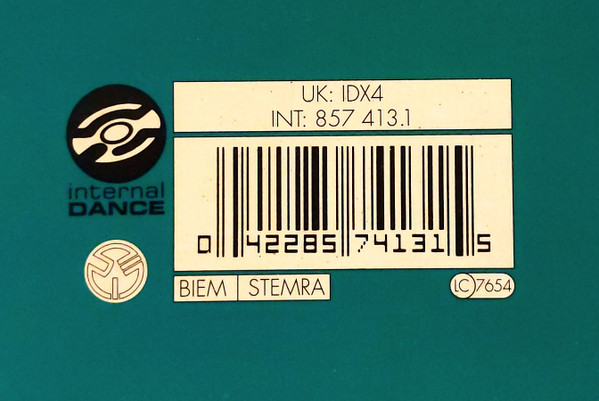 UK: IDX4
INT: 857 413.1
internal
DANCE
0 42285 74131 5
BIEM STEMRA
LC 7654